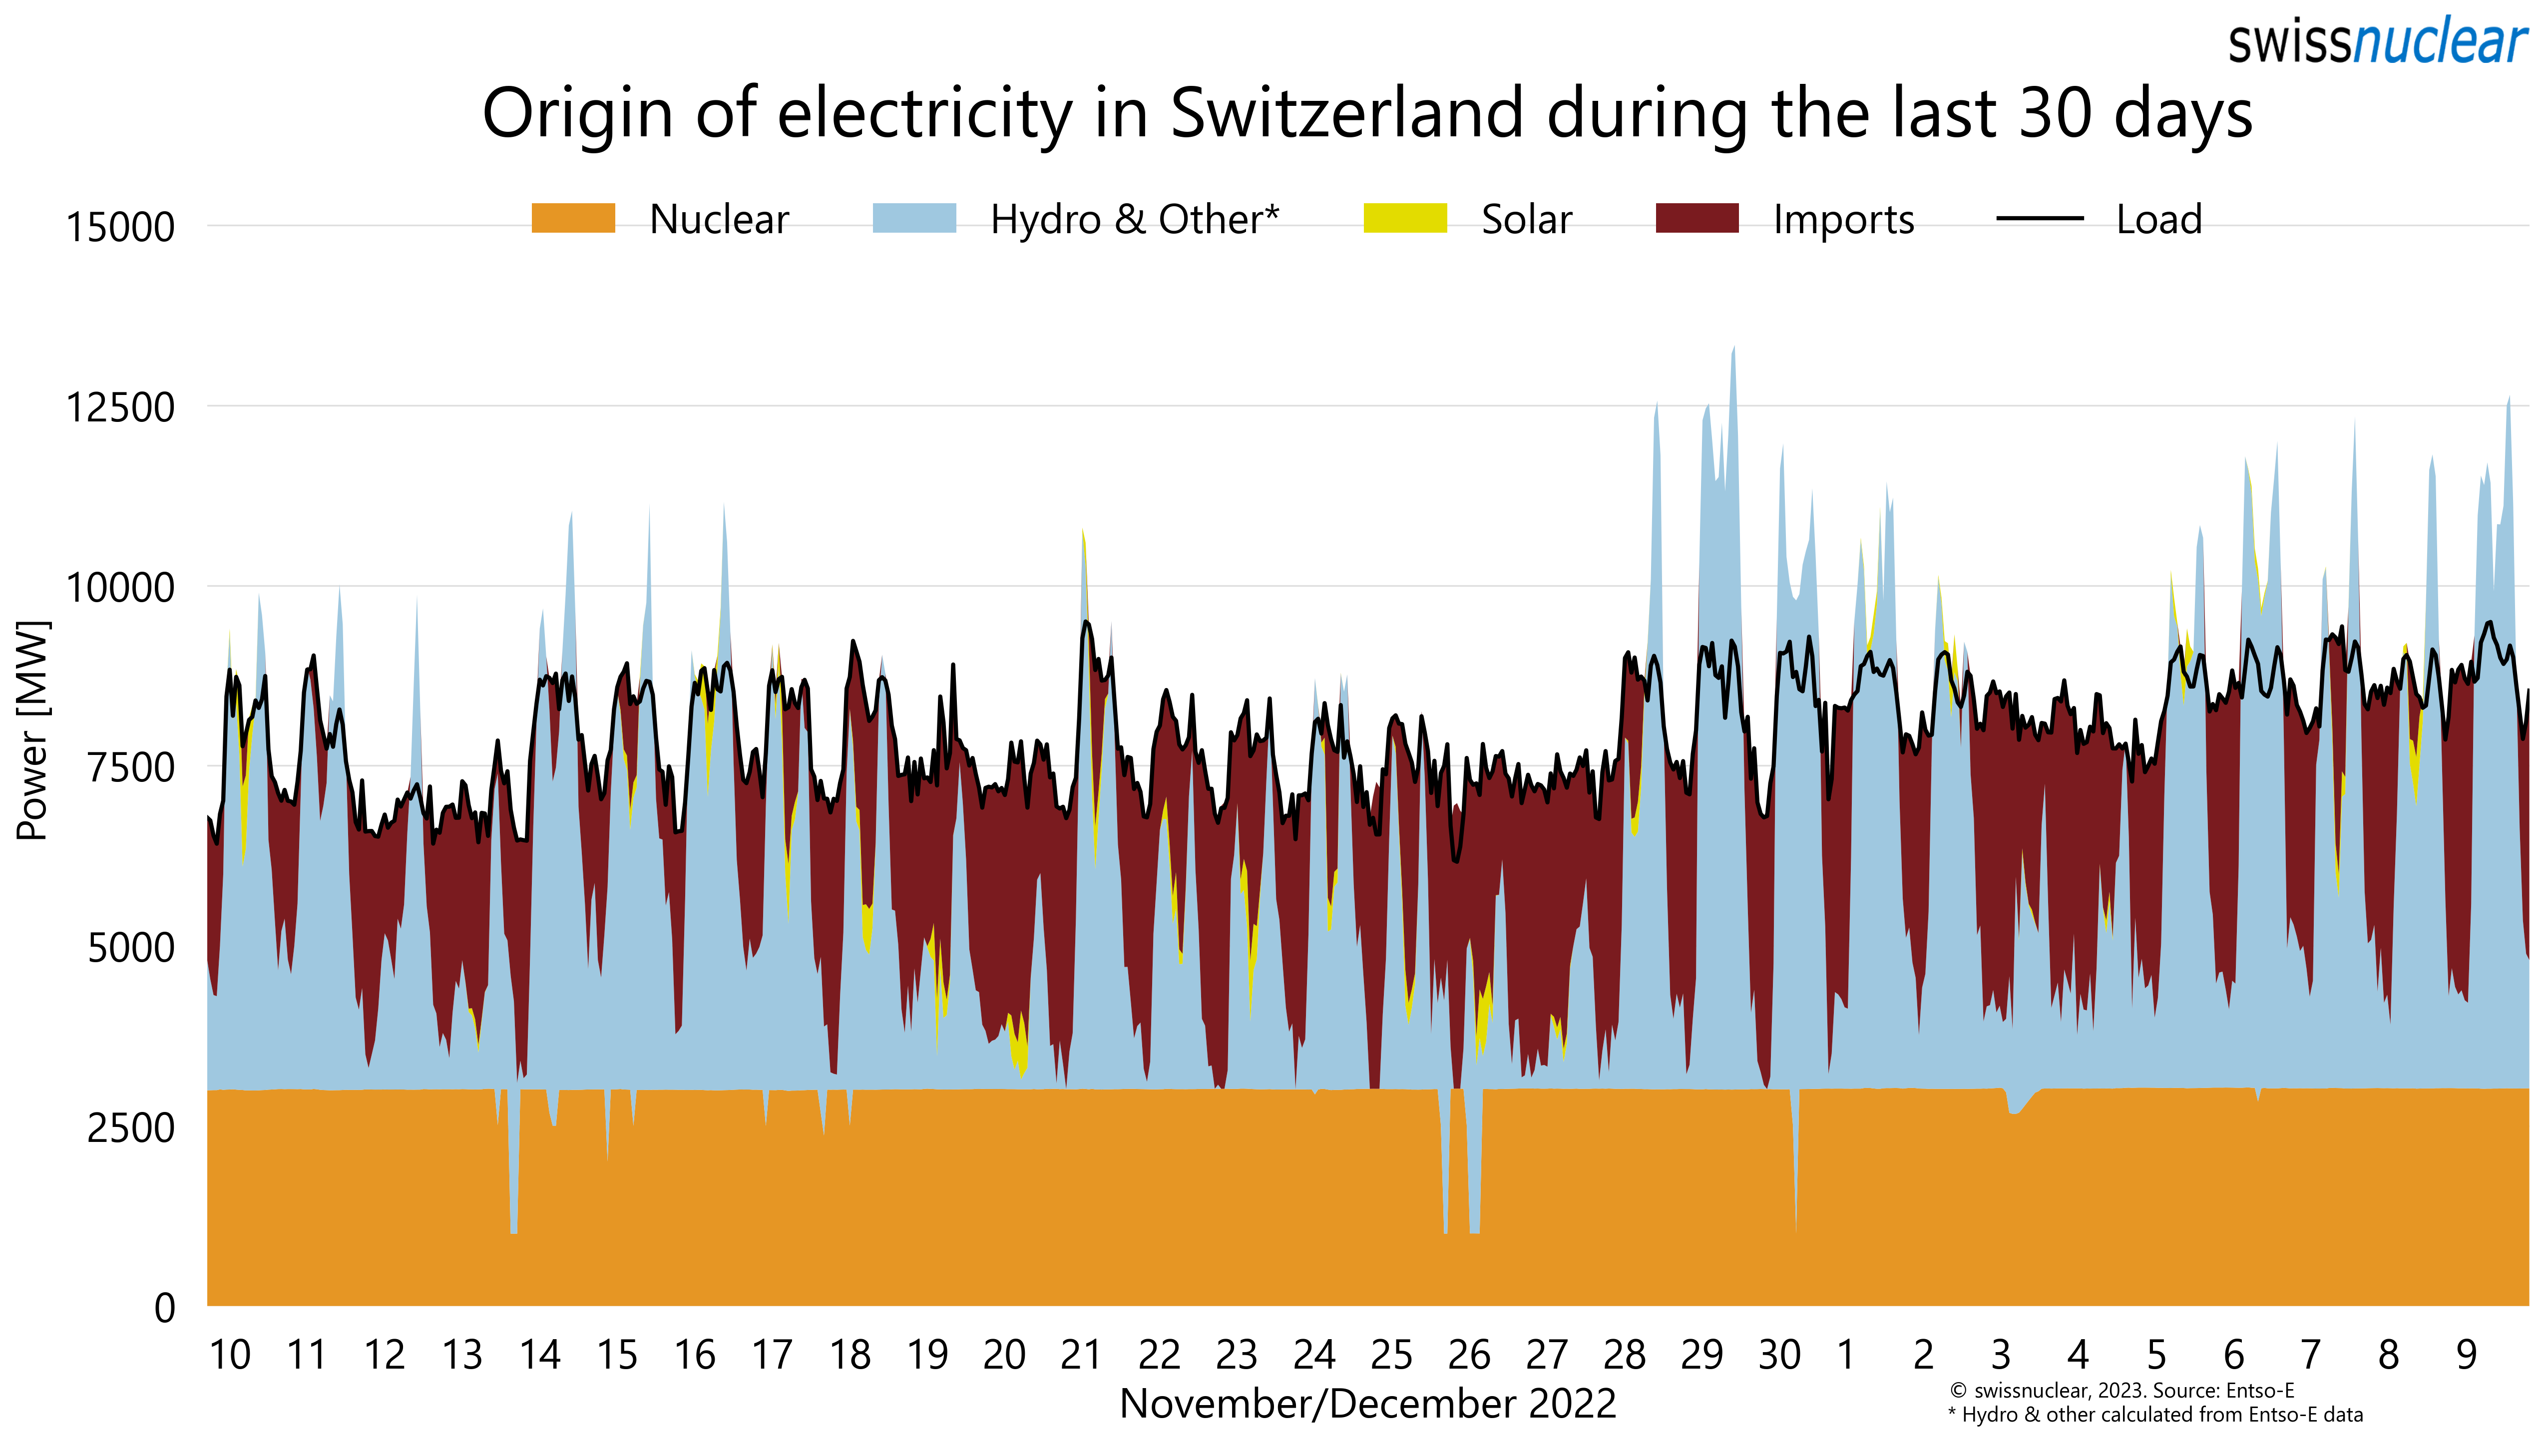 swissnuclear
Origin of electricity in Switzerland during the last 30 days
Nuclear Hydro & Other* Solar Imports Load
15000
12500
10000
7500
5000
2500
0
Power [MW]
10 11 12 13 14 15 16 17 18 19 20 21 22 23 24 25 26 27 28 29 30 1 2 3 4 5 6 7 8 9
November/December 2022
© swissnuclear, 2023. Source: Entso-E
* Hydro & other calculated from Entso-E data